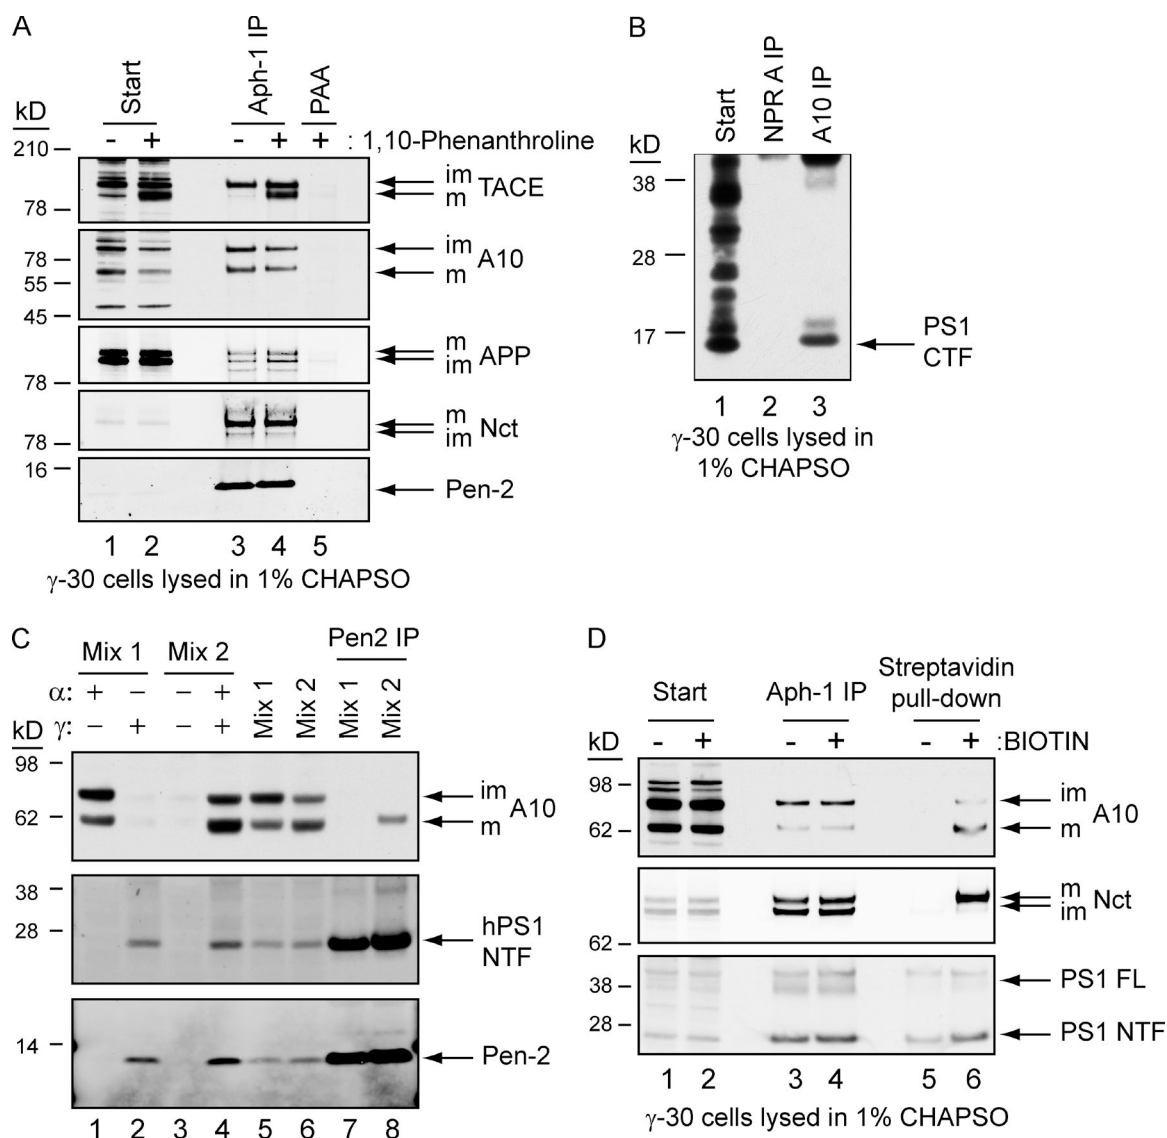 A
kD
Start
Aph-1 IP
PAA
- + - + + : 1,10-Phenanthroline
210
78
im
m
TACE
78
55
45
im
m
A10
78
m
im
APP
78
m
im
Nct
16
Pen-2
1 2 3 4 5
γ-30 cells lysed in 1% CHAPSO
B
kD
Start
NPR A IP
A10 IP
38
28
17
PS1
CTF
1 2 3
γ-30 cells lysed in
1% CHAPSO
C
Mix 1 Mix 2 Pen2 IP
α: + – – +
γ: – + – + Mix 1 Mix 2 Mix 1 Mix 2
kD
98
62
im
m
A10
38
28
hPS1
NTF
14
Pen-2
1 2 3 4 5 6 7 8
D
Start Aph-1 IP Streptavidin
pull-down
kD - + - + - + :BIOTIN
98
62
im
m
A10
m
im
Nct
62
38
28
PS1 FL
PS1 NTF
1 2 3 4 5 6
γ-30 cells lysed in 1% CHAPSO